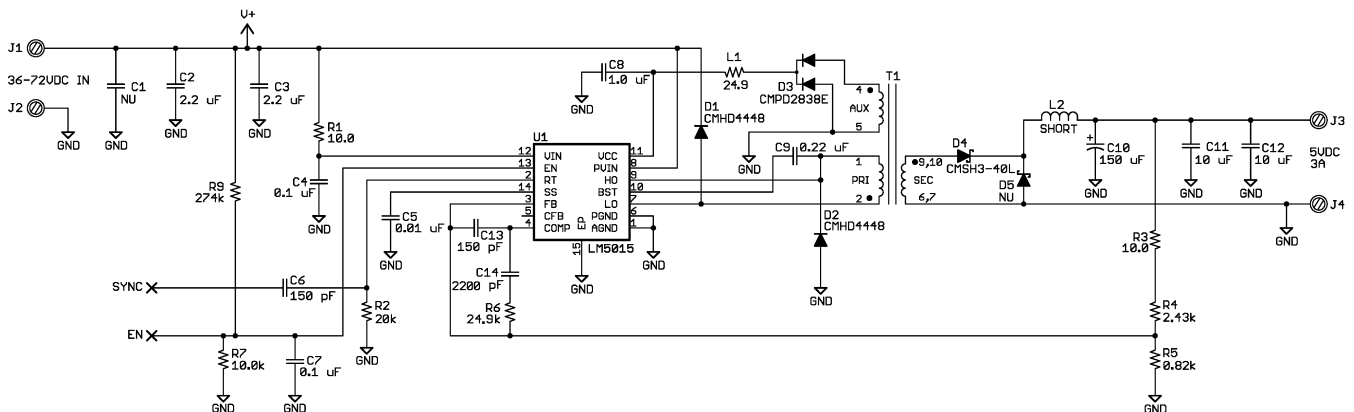 V+
J1
36-72VDC IN
J2
GND
C1
NU
GND
C2
2.2 uF
GND
C3
2.2 uF
GND
R1
10.0
C4
0.1 uF
GND
R9
274k
C5
0.01 uF
GND
SYNC
C6
150 pF
R2
20k
GND
EN
R7
10.0k
GND
C7
0.1 uF
GND
C8
1.0 uF
GND
L1
24.9
D3
CMPD2838E
GND
D1
CMHD4448
U1
12 VIN VCC 11
13 EN PVIN 8
2 RT HO 9
14 SS BST 10
3 FB LO 7
5 CFB PGND 6
4 COMP AGND 1
EP
15
LM5015
GND
GND
C13
150 pF
C14
2200 pF
R6
24.9k
C9 0.22 uF
D2
CMHD4448
GND
T1
4
AUX
5
1
PRI
2
9,10
SEC
6,7
D4
CMSH3-40L
D5
NU
L2
SHORT
+
C10
150 uF
GND
C11
10 uF
GND
C12
10 uF
GND
J3
5VDC
3A
J4
GND
R3
10.0
R4
2.43k
R5
0.82k
GND